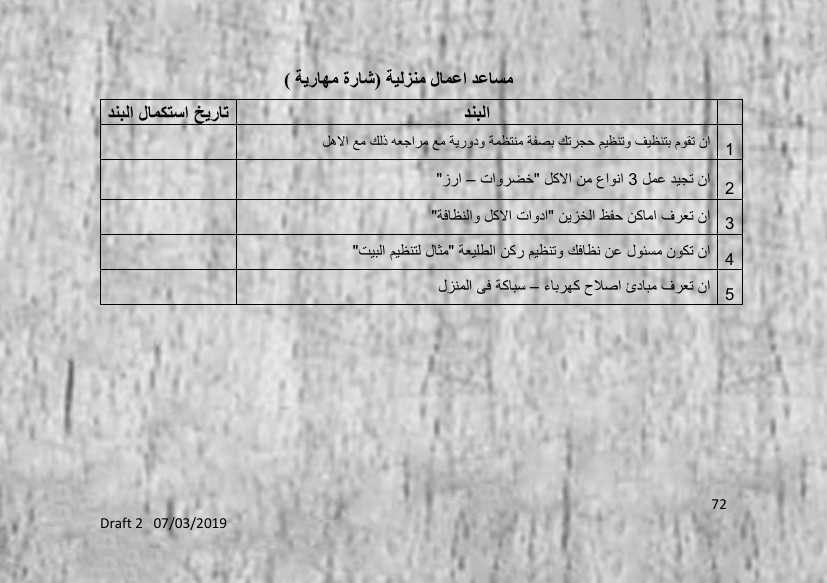 مساعد اعمال منزلية (شارة مهارية )
البند تاريخ استكمال البند
1 ان تقوم بتنظيف وتنظيم حجرتك بصفة منتظمة ودورية مع مراجعه ذلك مع الاهل
2 ان تجيد عمل 3 انواع من الاكل "خضروات – ارز"
3 ان تعرف اماكن حفظ الخزين "ادوات الاكل والنظافة"
4 ان تكون مسئول عن نظافك وتنظيم ركن الطليعة "مثال لتنظيم البيت"
5 ان تعرف مبادئ اصلاح كهرباء – سباكة فى المنزل
72
Draft 2 07/03/2019